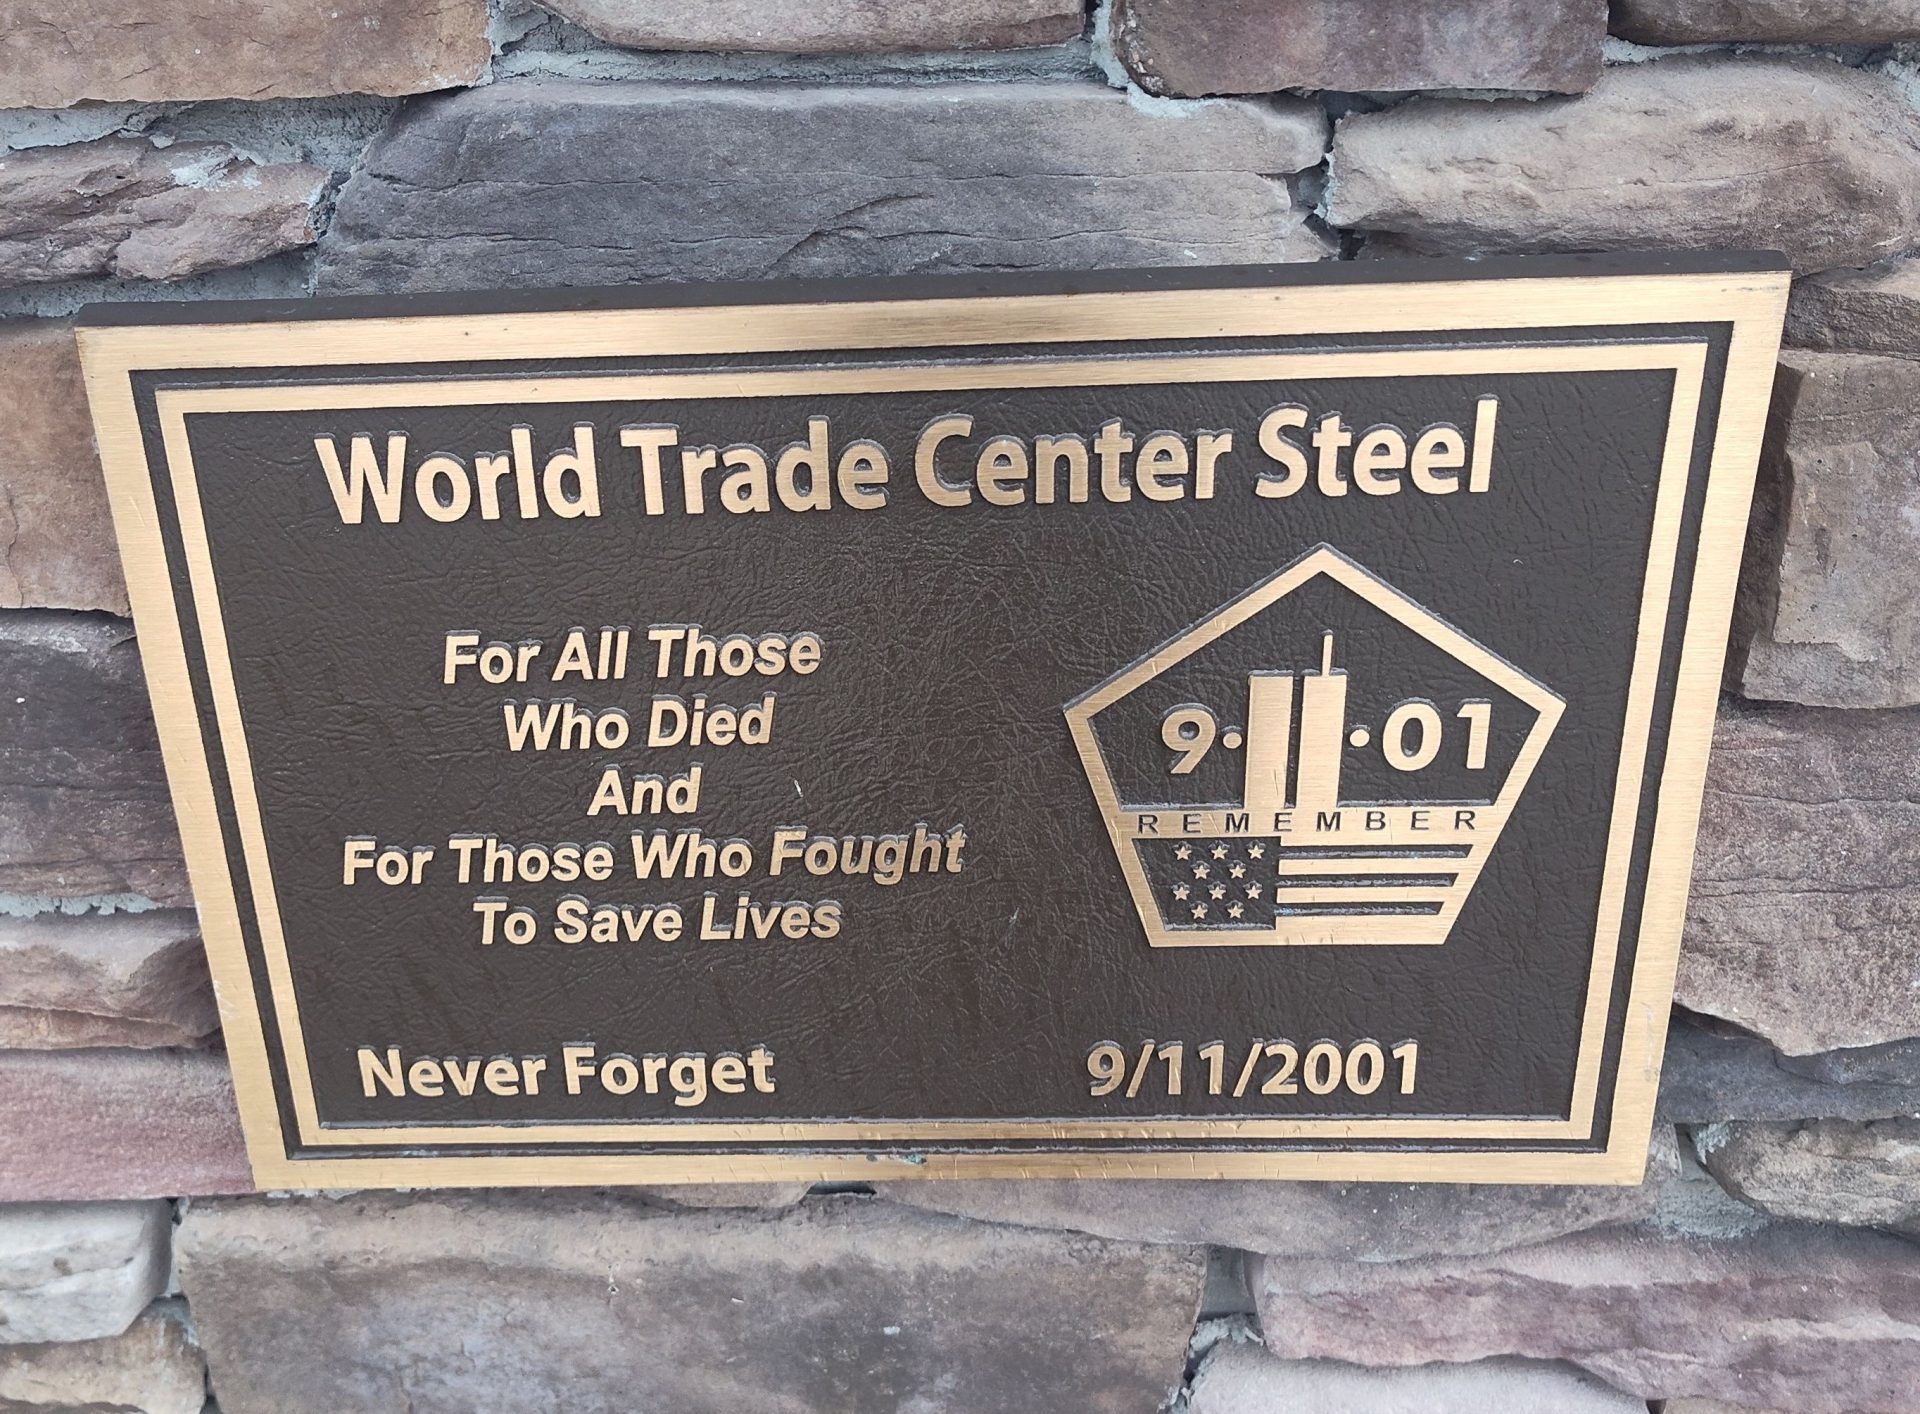 World Trade Center Steel
For All Those
Who Died
And
For Those Who Fought
To Save Lives
9·11·01
REMEMBER
Never Forget
9/11/2001